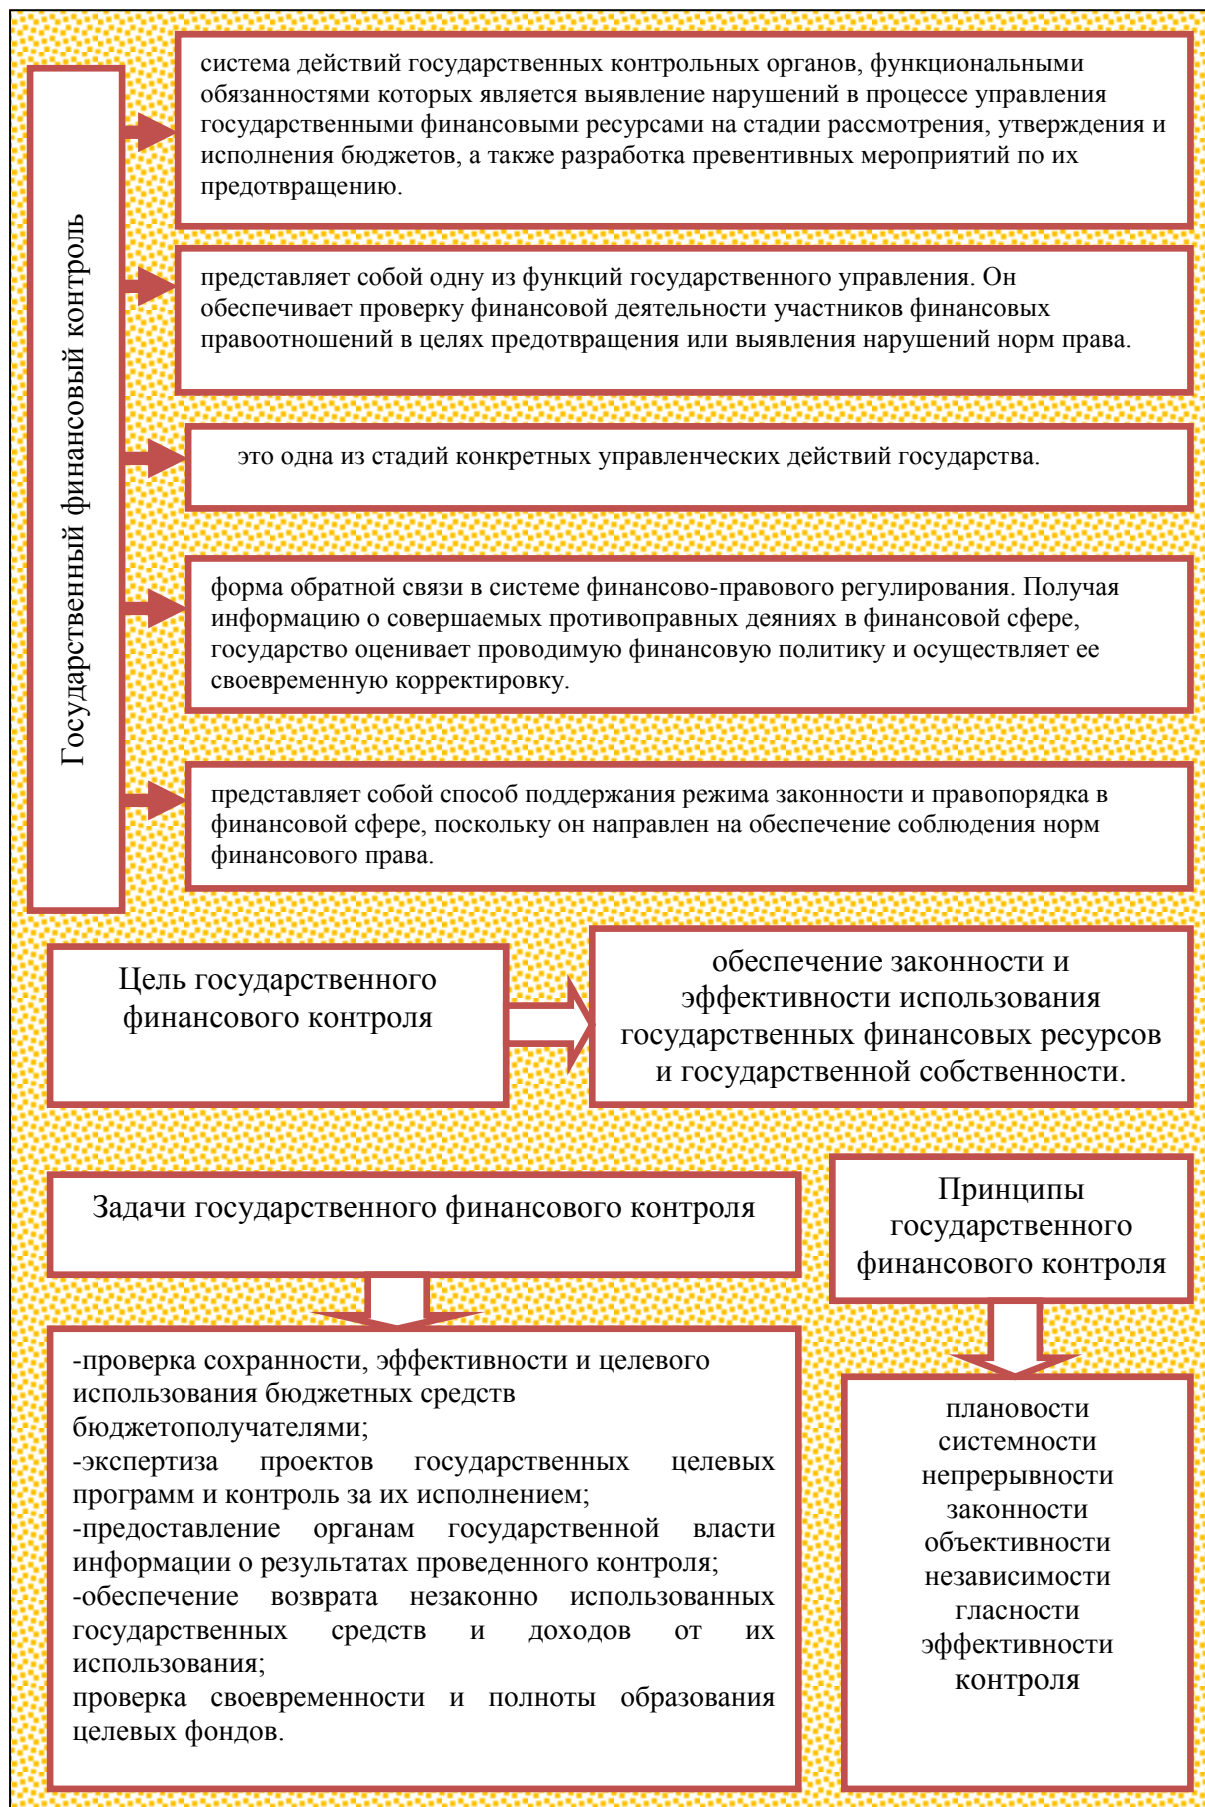 Государственный финансовый контроль
система действий государственных контрольных органов, функциональными
обязанностями которых является выявление нарушений в процессе управления
государственными финансовыми ресурсами на стадии рассмотрения, утверждения и
исполнения бюджетов, а также разработка превентивных мероприятий по их
предотвращению.
представляет собой одну из функций государственного управления. Он
обеспечивает проверку финансовой деятельности участников финансовых
правоотношений в целях предотвращения или выявления нарушений норм права.
это одна из стадий конкретных управленческих действий государства.
форма обратной связи в системе финансово-правового регулирования. Получая
информацию о совершаемых противоправных деяниях в финансовой сфере,
государство оценивает проводимую финансовую политику и осуществляет ее
своевременную корректировку.
представляет собой способ поддержания режима законности и правопорядка в
финансовой сфере, поскольку он направлен на обеспечение соблюдения норм
финансового права.
Цель государственного
финансового контроля
обеспечение законности и
эффективности использования
государственных финансовых ресурсов
и государственной собственности.
Задачи государственного финансового контроля
-проверка сохранности, эффективности и целевого
использования бюджетных средств
бюджетополучателями;
-экспертиза проектов государственных целевых
программ и контроль за их исполнением;
-предоставление органам государственной власти
информации о результатах проведенного контроля;
-обеспечение возврата незаконно использованных
государственных средств и доходов от их
использования;
проверка своевременности и полноты образования
целевых фондов.
Принципы
государственного
финансового контроля
плановости
системности
непрерывности
законности
объективности
независимости
гласности
эффективности
контроля